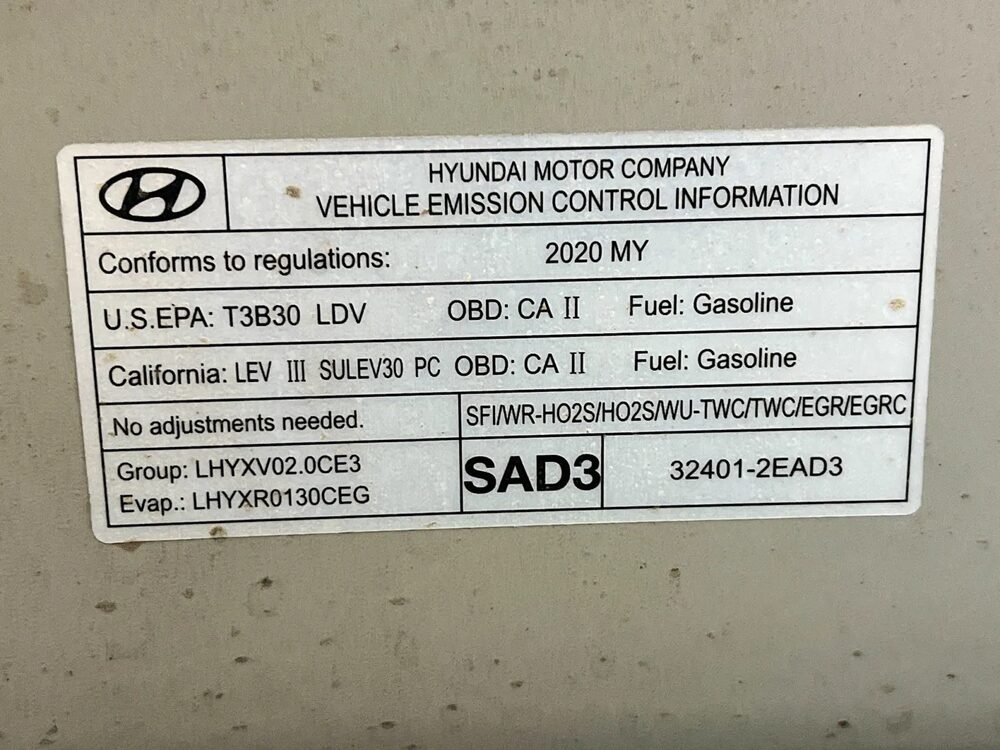 HYUNDAI MOTOR COMPANY
VEHICLE EMISSION CONTROL INFORMATION
Conforms to regulations: 2020 MY
U.S.EPA: T3B30 LDV OBD: CA II Fuel: Gasoline
California: LEV III SULEV30 PC OBD: CA II Fuel: Gasoline
No adjustments needed. SFI/WR-HO2S/HO2S/WU-TWC/TWC/EGR/EGRC
Group: LHYXV02.0CE3
Evap.: LHYXR0130CEG
SAD3
32401-2EAD3